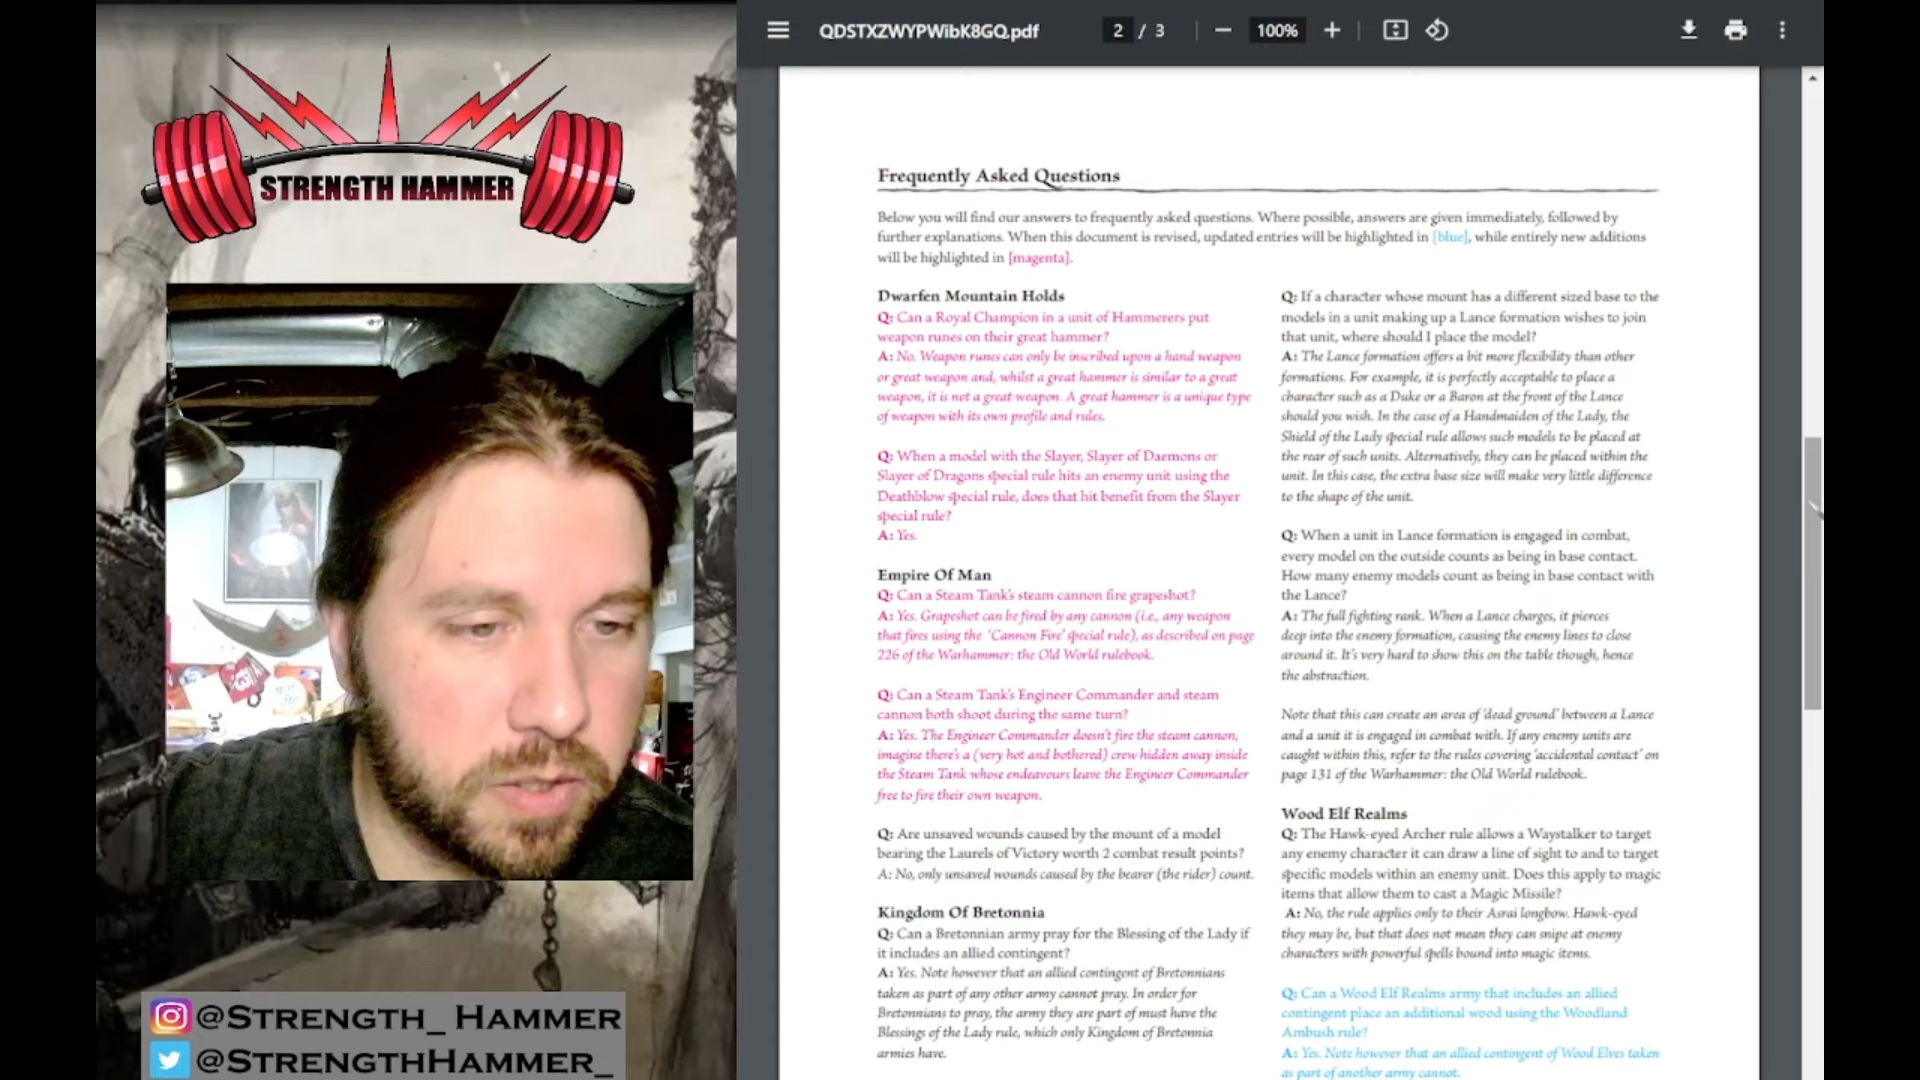 STRENGTH HAMMER
@STRENGTH_HAMMER
@STRENGTHHAMMER_
QDSTXZWYPWibK8GQ.pdf
2 / 3
100%
Frequently Asked Questions
Below you will find our answers to frequently asked questions. Where possible, answers are given immediately, followed by
further explanations. When this document is revised, updated entries will be highlighted in [blue], while entirely new additions
will be highlighted in [magenta].
Dwarfen Mountain Holds
Q: Can a Royal Champion in a unit of Hammerers put
weapon runes on their great hammer?
A: No. Weapon runes can only be inscribed upon a hand weapon
or great weapon and, whilst a great hammer is similar to a great
weapon, it is not a great weapon. A great hammer is a unique type
of weapon with its own profile and rules.
Q: When a model with the Slayer, Slayer of Daemons or
Slayer of Dragons special rule hits an enemy unit using the
Deathblow special rule, does that hit benefit from the Slayer
special rule?
A: Yes.
Empire Of Man
Q: Can a Steam Tank's steam cannon fire grapeshot?
A: Yes. Grapeshot can be fired by any cannon (i.e., any weapon
that fires using the 'Cannon Fire' special rule), as described on page
226 of the Warhammer: the Old World rulebook.
Q: Can a Steam Tank's Engineer Commander and steam
cannon both shoot during the same turn?
A: Yes. The Engineer Commander doesn't fire the steam cannon,
imagine there's a (very hot and bothered) crew hidden away inside
the Steam Tank whose endeavours leave the Engineer Commander
free to fire their own weapon.
Q: Are unsaved wounds caused by the mount of a model
bearing the Laurels of Victory worth 2 combat result points?
A: No, only unsaved wounds caused by the bearer (the rider) count.
Kingdom Of Bretonnia
Q: Can a Bretonnian army pray for the Blessing of the Lady if
it includes an allied contingent?
A: Yes. Note however that an allied contingent of Bretonnians
taken as part of any other army cannot pray. In order for
Bretonnians to pray, the army they are part of must have the
Blessings of the Lady rule, which only Kingdom of Bretonnia
armies have.
Q: If a character whose mount has a different sized base to the
models in a unit making up a Lance formation wishes to join
that unit, where should I place the model?
A: The Lance formation offers a bit more flexibility than other
formations. For example, it is perfectly acceptable to place a
character such as a Duke or a Baron at the front of the Lance
should you wish. In the case of a Handmaiden of the Lady, the
Shield of the Lady special rule allows such models to be placed at
the rear of such units. Alternatively, they can be placed within the
unit. In this case, the extra base size will make very little difference
to the shape of the unit.
Q: When a unit in Lance formation is engaged in combat,
every model on the outside counts as being in base contact.
How many enemy models count as being in base contact with
the Lance?
A: The full fighting rank. When a Lance charges, it pierces
deep into the enemy formation, causing the enemy lines to close
around it. It's very hard to show this on the table though, hence
the abstraction.
Note that this can create an area of 'dead ground' between a Lance
and a unit it is engaged in combat with. If any enemy units are
caught within this, refer to the rules covering 'accidental contact' on
page 131 of the Warhammer: the Old World rulebook.
Wood Elf Realms
Q: The Hawk-eyed Archer rule allows a Waystalker to target
any enemy character it can draw a line of sight to and to target
specific models within an enemy unit. Does this apply to magic
items that allow them to cast a Magic Missile?
A: No, the rule applies only to their Asrai longbow. Hawk-eyed
they may be, but that does not mean they can snipe at enemy
characters with powerful spells bound into magic items.
Q: Can a Wood Elf Realms army that includes an allied
contingent place an additional wood using the Woodland
Ambush rule?
A: Yes. Note however that an allied contingent of Wood Elves taken
as part of another army cannot.